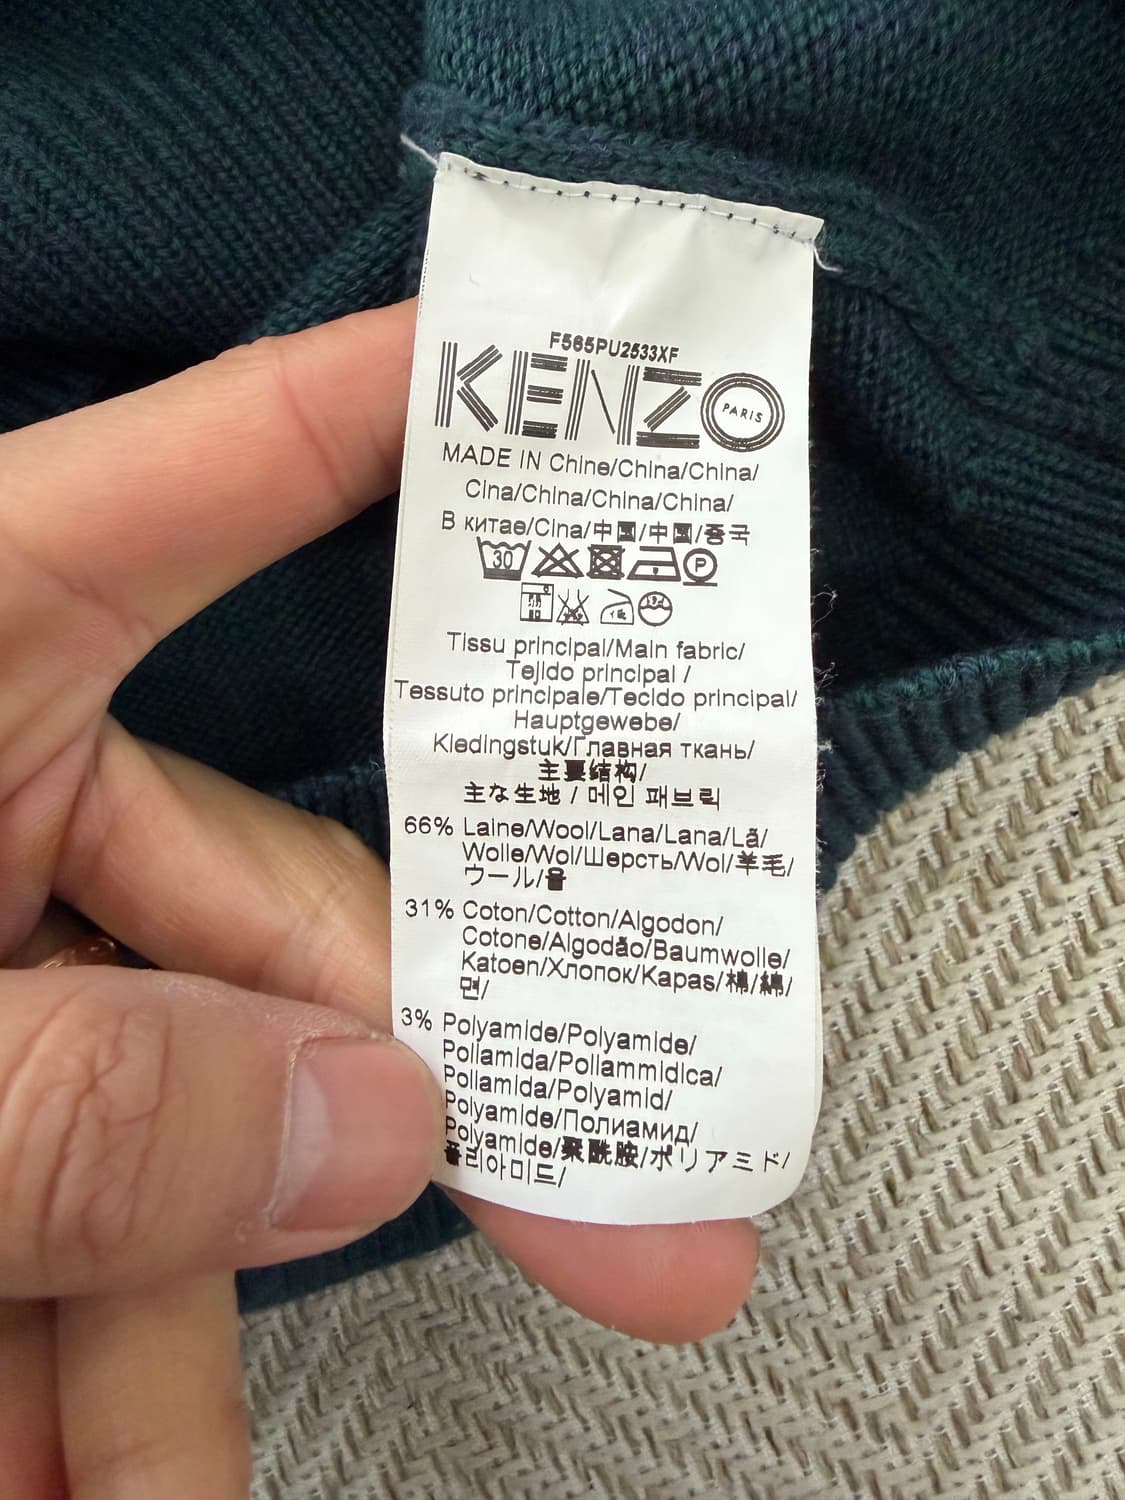 F565PU2533XF
KENZO PARIS
MADE IN Chine/China/China/
Cina/China/China/China/
В китае/Cina/中國/中國/중국
30 P
Tissu principal/Main fabric/
Tejido principal /
Tessuto principale/Tecido principal/
Hauptgewebe/
Kledingstuk/Главная ткань/
主要结构/
主な生地 / 메인 패브릭
66% Laine/Wool/Lana/Lana/Lã/
Wolle/Wol/Шерсть/Wol/羊毛/
ウール/울
31% Coton/Cotton/Algodon/
Cotone/Algodão/Baumwolle/
Katoen/Хлопок/Kapas/棉/綿/
면/
3% Polyamide/Polyamide/
Poliamida/Poliammidica/
Poliamida/Polyamid/
Polyamide/Полиамид/
Polyamide/聚酰胺/ポリアミド/
폴리아미드/